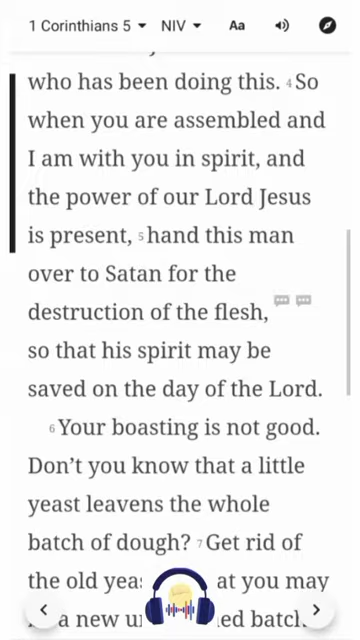 1 Corinthians 5 NIV Aa
who has been doing this. 4 So
when you are assembled and
I am with you in spirit, and
the power of our Lord Jesus
is present, 5 hand this man
over to Satan for the
destruction of the flesh,
so that his spirit may be
saved on the day of the Lord.
6 Your boasting is not good.
Don’t you know that a little
yeast leavens the whole
batch of dough? 7 Get rid of
the old at you may
a new batch